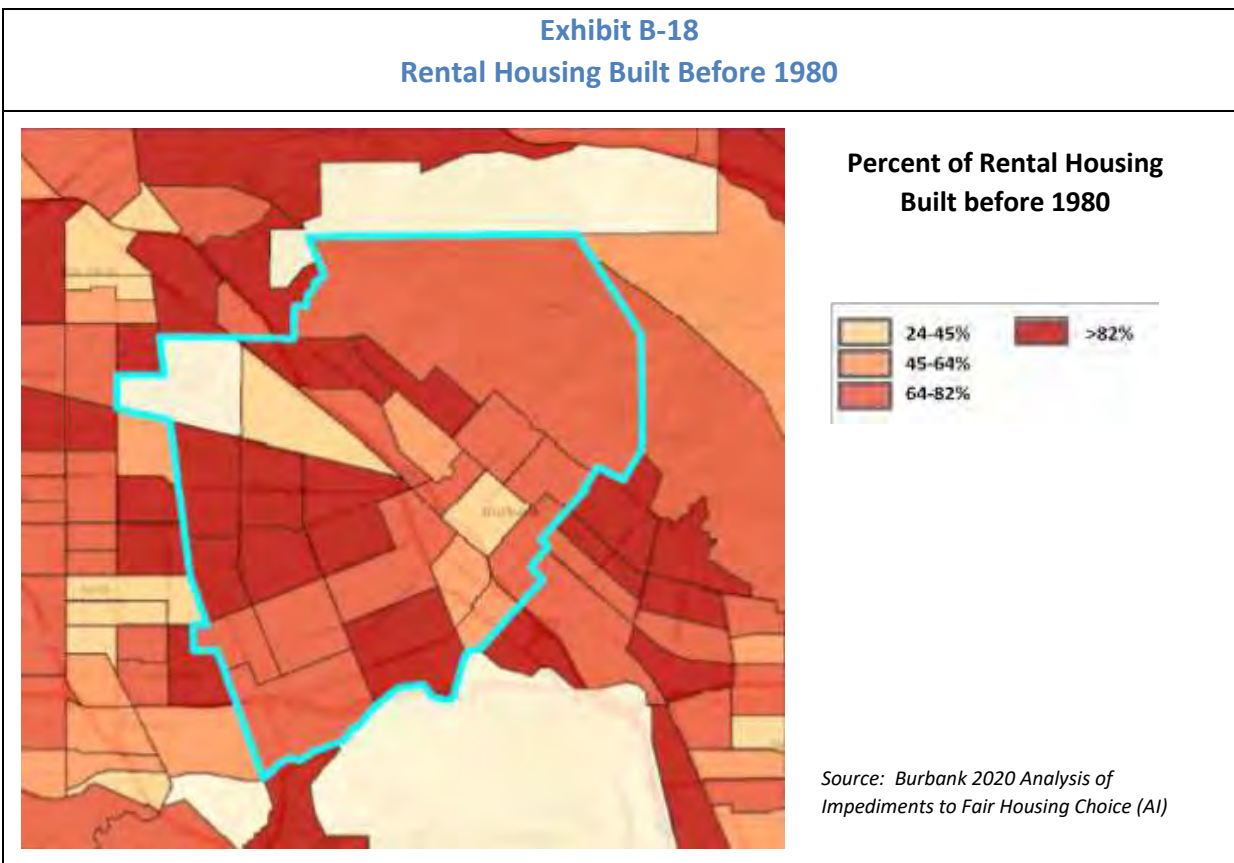 Exhibit B-18
Rental Housing Built Before 1980
Percent of Rental Housing
Built before 1980
24-45%
>82%
45-64%
64-82%
Burbank
Source: Burbank 2020 Analysis of
Impediments to Fair Housing Choice (AI)